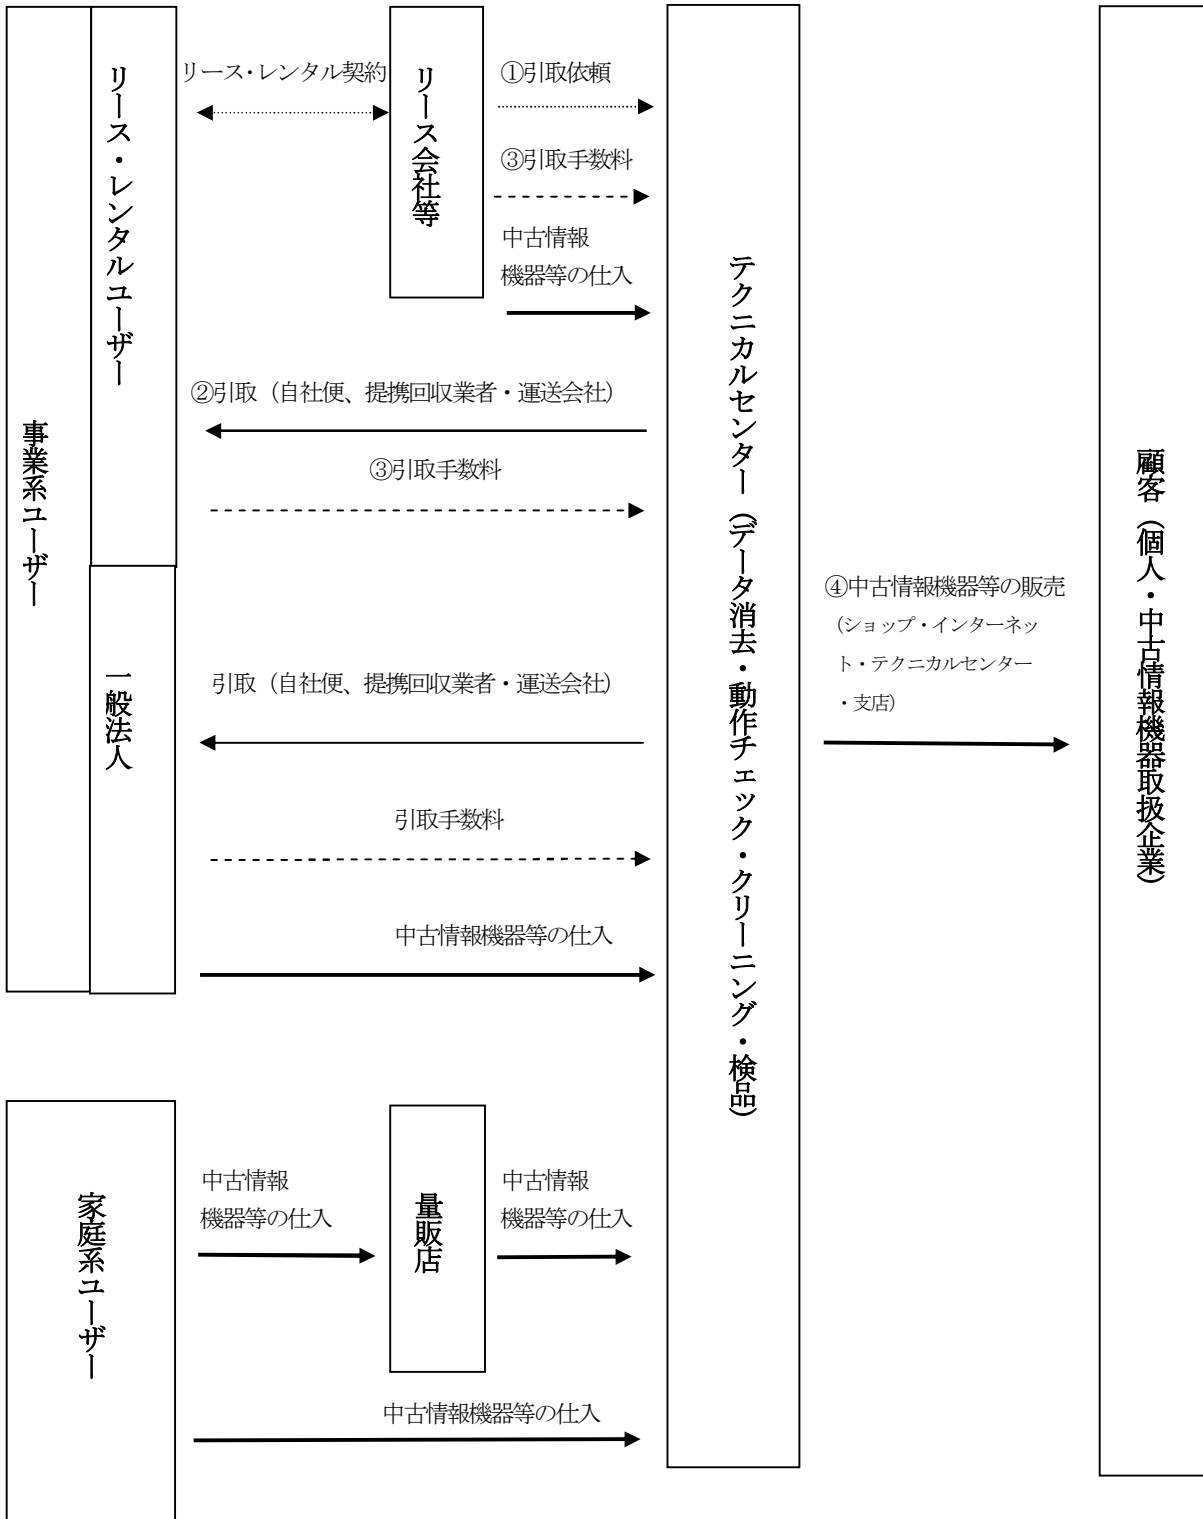 事業系ユーザー
リース・レンタルユーザー
リース・レンタル契約
リース会社等
①引取依頼
③引取手数料
中古情報
機器等の仕入
②引取（自社便、提携回収業者・運送会社）
③引取手数料
一般法人
引取（自社便、提携回収業者・運送会社）
引取手数料
中古情報機器等の仕入
家庭系ユーザー
中古情報
機器等の仕入
量販店
中古情報
機器等の仕入
中古情報機器等の仕入
テクニカルセンター（データ消去・動作チェック・クリーニング・検品）
④中古情報機器等の販売
（ショップ・インターネッ
ト・テクニカルセンター
・支店）
顧客（個人・中古情報機器取扱企業）